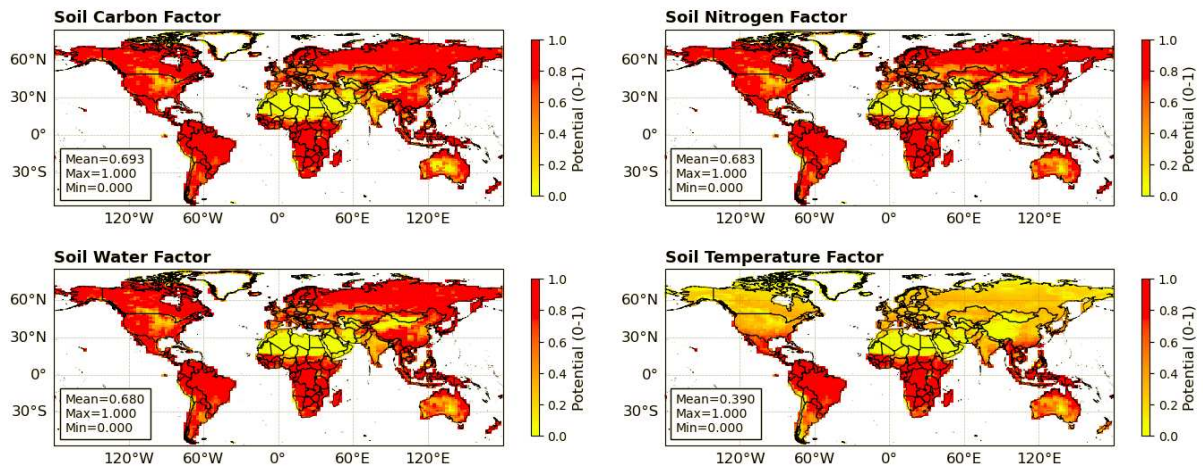 Soil Carbon Factor
60°N
30°N
0°
30°S
Mean=0.693
Max=1.000
Min=0.000
120°W 60°W 0° 60°E 120°E
1.0
0.8
0.6
0.4
0.2
0.0
Potential (0-1)
Soil Nitrogen Factor
60°N
30°N
0°
30°S
Mean=0.683
Max=1.000
Min=0.000
120°W 60°W 0° 60°E 120°E
1.0
0.8
0.6
0.4
0.2
0.0
Potential (0-1)
Soil Water Factor
60°N
30°N
0°
30°S
Mean=0.680
Max=1.000
Min=0.000
120°W 60°W 0° 60°E 120°E
1.0
0.8
0.6
0.4
0.2
0.0
Potential (0-1)
Soil Temperature Factor
60°N
30°N
0°
30°S
Mean=0.390
Max=1.000
Min=0.000
120°W 60°W 0° 60°E 120°E
1.0
0.8
0.6
0.4
0.2
0.0
Potential (0-1)